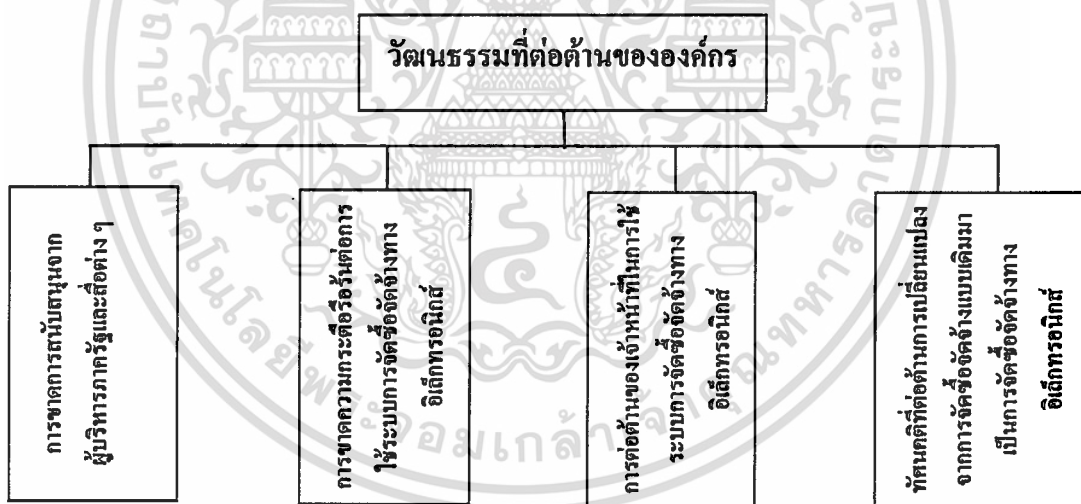 วัฒนธรรมที่ต่อต้านขององค์กร
การขาดการสนับสนุนจาก
ผู้บริหารภาครัฐและสื่อต่าง ๆ
การขาดความกระตือรือร้นต่อการ
ใช้ระบบการจัดซื้อจัดจ้างทาง
อิเล็กทรอนิกส์
การต่อต้านของเจ้าหน้าที่ในการใช้
ระบบการจัดซื้อจัดจ้างทาง
อิเล็กทรอนิกส์
ทัศนคติที่ต่อต้านการเปลี่ยนแปลง
จากการจัดซื้อจัดจ้างแบบเดิมมา
เป็นการจัดซื้อจัดจ้างทาง
อิเล็กทรอนิกส์